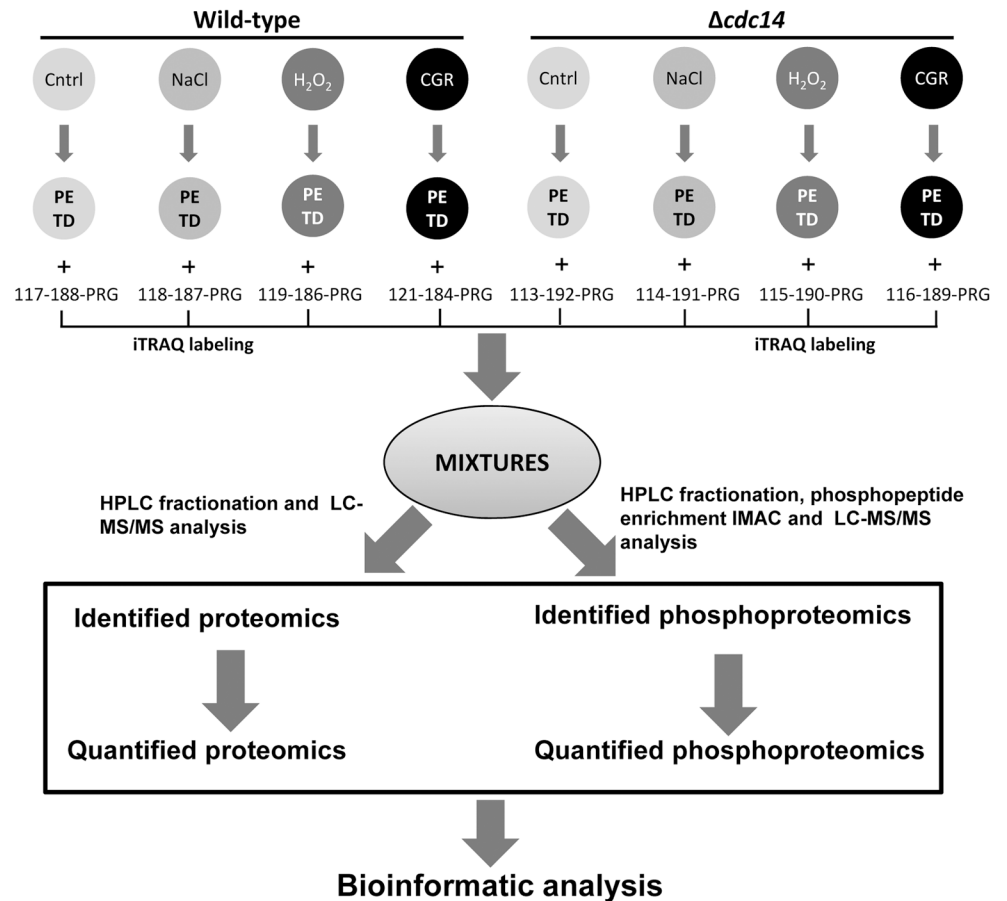 Wild-type
Δcdc14
Cntrl
NaCl
H₂O₂
CGR
Cntrl
NaCl
H₂O₂
CGR
PE
TD
PE
TD
PE
TD
PE
TD
PE
TD
PE
TD
PE
TD
PE
TD
+
+
+
+
+
+
+
+
117-188-PRG
118-187-PRG
119-186-PRG
121-184-PRG
113-192-PRG
114-191-PRG
115-190-PRG
116-189-PRG
iTRAQ labeling
iTRAQ labeling
MIXTURES
HPLC fractionation and LC-
MS/MS analysis
HPLC fractionation, phosphopeptide
enrichment IMAC and LC-MS/MS
analysis
Identified proteomics
Identified phosphoproteomics
Quantified proteomics
Quantified phosphoproteomics
Bioinformatic analysis